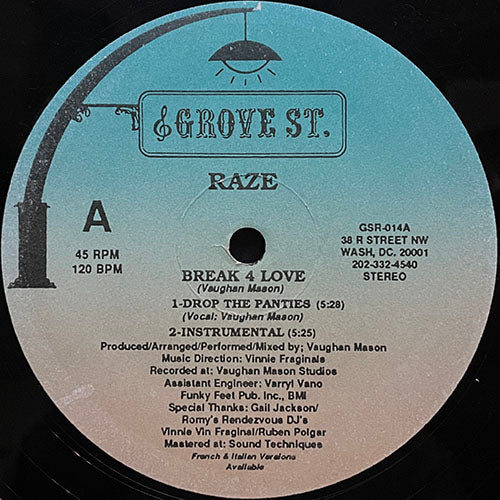 GROVE ST.
RAZE
A
45 RPM
120 BPM
GSR-014A
38 R STREET NW
WASH, DC. 20001
202-332-4540
STEREO
BREAK 4 LOVE
(Vaughan Mason)
1-DROP THE PANTIES (5:28)
(Vocal: Vaughan Mason)
2-INSTRUMENTAL (5:25)
Produced/Arranged/Performed/Mixed by; Vaughan Mason
Music Direction: Vinnie Fraginals
Recorded at: Vaughan Mason Studios
Assistant Engineer: Varryl Vano
Funky Feet Pub. Inc., BMI
Special Thanks: Gail Jackson/
Romy's Rendezvous DJ's
Vinnie Vin Fraginal/Ruben Polgar
Mastered at: Sound Techniques
French & Italian Versions
Available